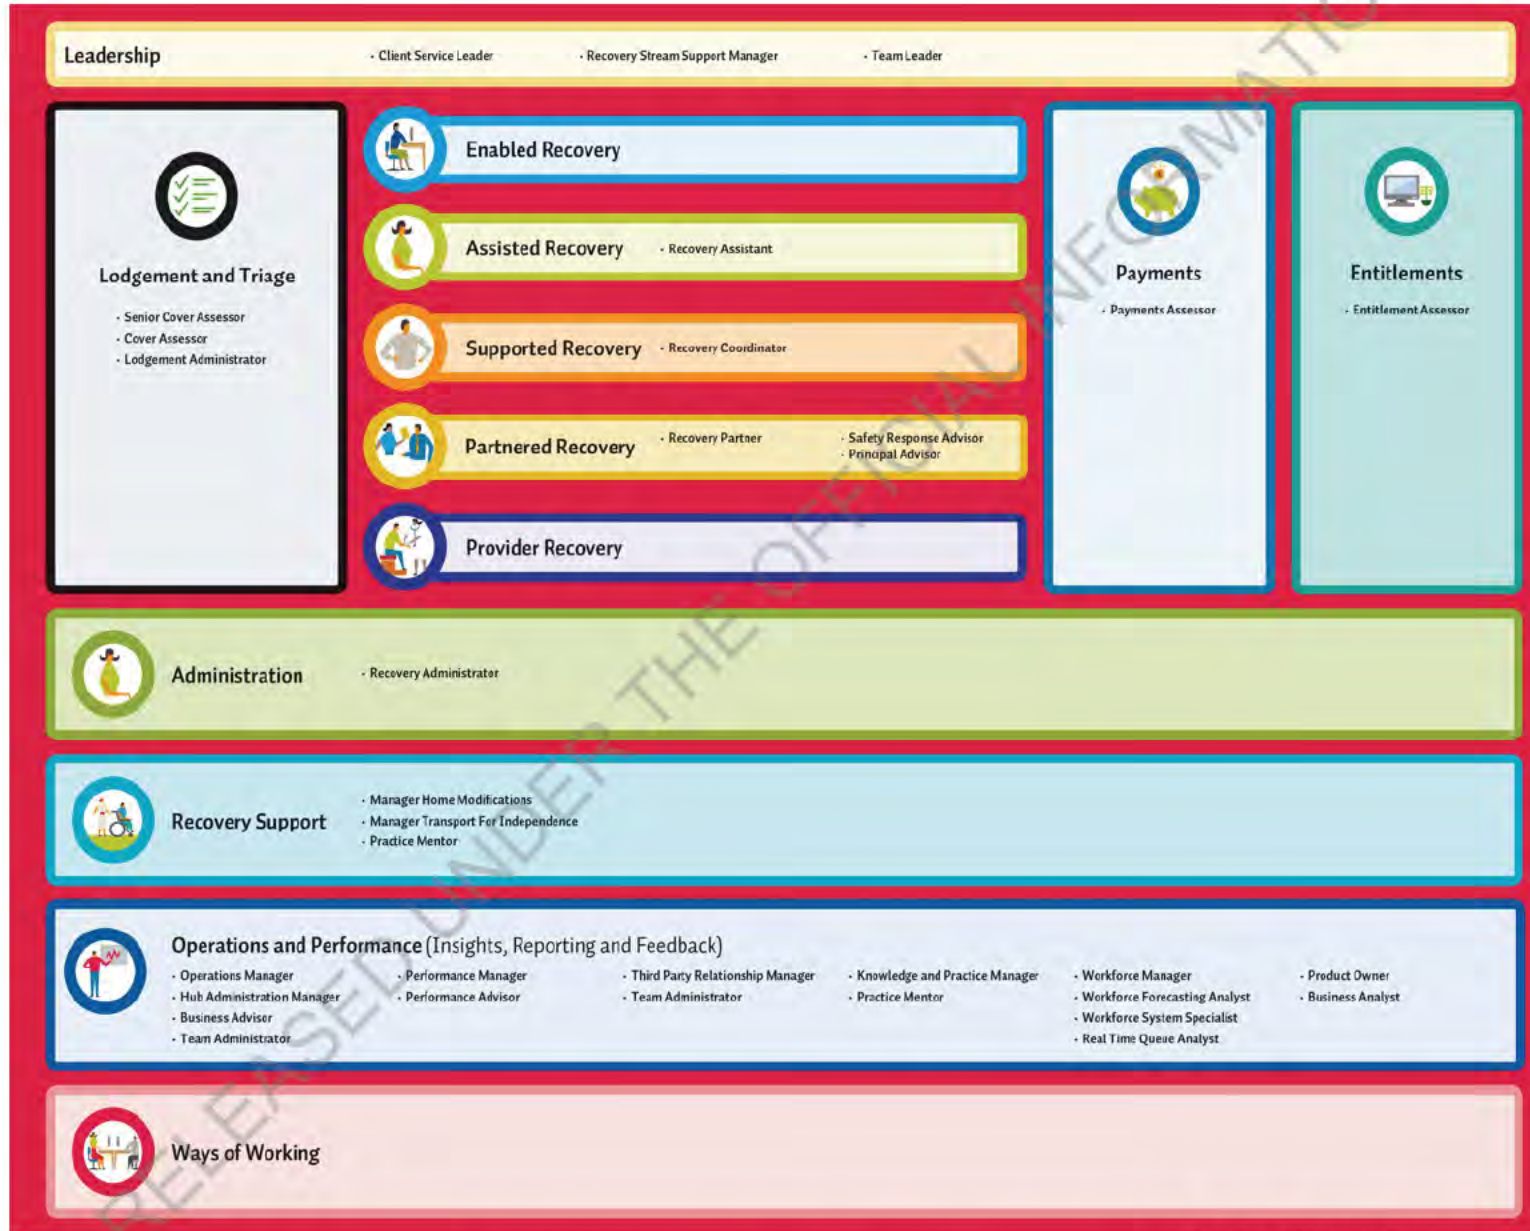 Leadership
· Client Service Leader
· Recovery Stream Support Manager
· Team Leader
Lodgement and Triage
· Senior Cover Assessor
· Cover Assessor
· Lodgement Administrator
Enabled Recovery
Assisted Recovery
· Recovery Assistant
Supported Recovery
· Recovery Coordinator
Partnered Recovery
· Recovery Partner
· Safety Response Advisor
· Principal Advisor
Provider Recovery
Payments
· Payments Assessor
Entitlements
· Entitlement Assessor
Administration
· Recovery Administrator
Recovery Support
· Manager Home Modifications
· Manager Transport For Independence
· Practice Mentor
Operations and Performance (Insights, Reporting and Feedback)
· Operations Manager
· Hub Administration Manager
· Business Advisor
· Team Administrator
· Performance Manager
· Performance Advisor
· Third Party Relationship Manager
· Team Administrator
· Knowledge and Practice Manager
· Practice Mentor
· Workforce Manager
· Workforce Forecasting Analyst
· Workforce System Specialist
· Real Time Queue Analyst
· Product Owner
· Business Analyst
Ways of Working
RELEASED UNDER THE OFFICIAL INFORMATIO